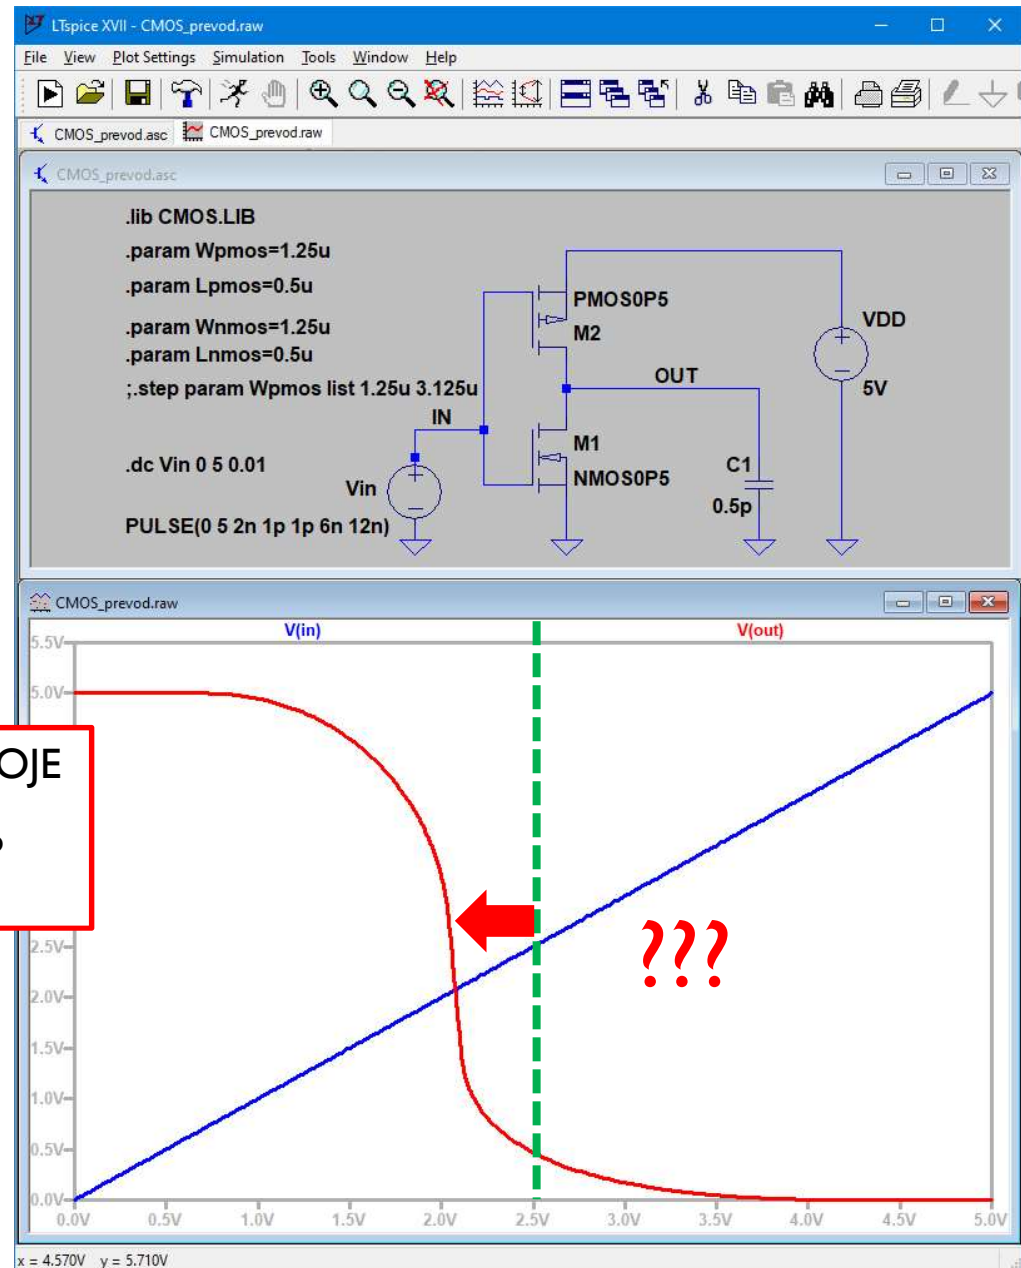 LTspice XVII - CMOS_prevod.raw
File View Plot Settings Simulation Tools Window Help
CMOS_prevod.asc CMOS_prevod.raw
CMOS_prevod.asc
.lib CMOS.LIB
.param Wpmos=1.25u
.param Lpmos=0.5u
.param Wnmos=1.25u
.param Lnmos=0.5u
;.step param Wpmos list 1.25u 3.125u
IN
.dc Vin 0 5 0.01
Vin
PULSE(0 5 2n 1p 1p 6n 12n)
PMOS0P5
M2
VDD
5V
OUT
M1
NMOS0P5
C1
0.5p
CMOS_prevod.raw
V(in) V(out)
5.5V
5.0V
OJE
2.5V
2.0V
1.5V
1.0V
0.5V
0.0V
???
0.0V 0.5V 1.0V 1.5V 2.0V 2.5V 3.0V 3.5V 4.0V 4.5V 5.0V
x = 4.570V y = 5.710V